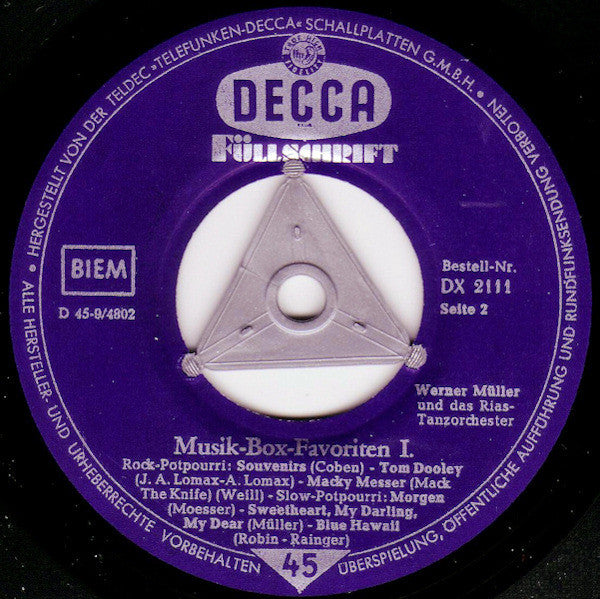 • HERGESTELLT VON DER TELDEC »TELEFUNKEN-DECCA« SCHALLPLATTEN G.M.B.H. •
DECCA
FÜLLSCHRIFT
BIEM
D 45-9/4802
Bestell-Nr.
DX 2111
Seite 2
Werner Müller
und das Rias-
Tanzorchester
Musik-Box-Favoriten I.
Rock-Potpourri: Souvenirs (Coben) - Tom Dooley
(J. A. Lomax-A. Lomax) - Macky Messer (Mack
The Knife) (Weill) - Slow-Potpourri: Morgen
(Moesser) - Sweetheart, My Darling,
My Dear (Müller) - Blue Hawaii
(Robin - Rainger)
45
ALLE HERSTELLER- UND URHEBERRECHTE VORBEHALTEN
ÜBERSPIELUNG, ÖFFENTLICHE AUFFÜHRUNG UND RUNDFUNKSENDUNG VERBOTEN